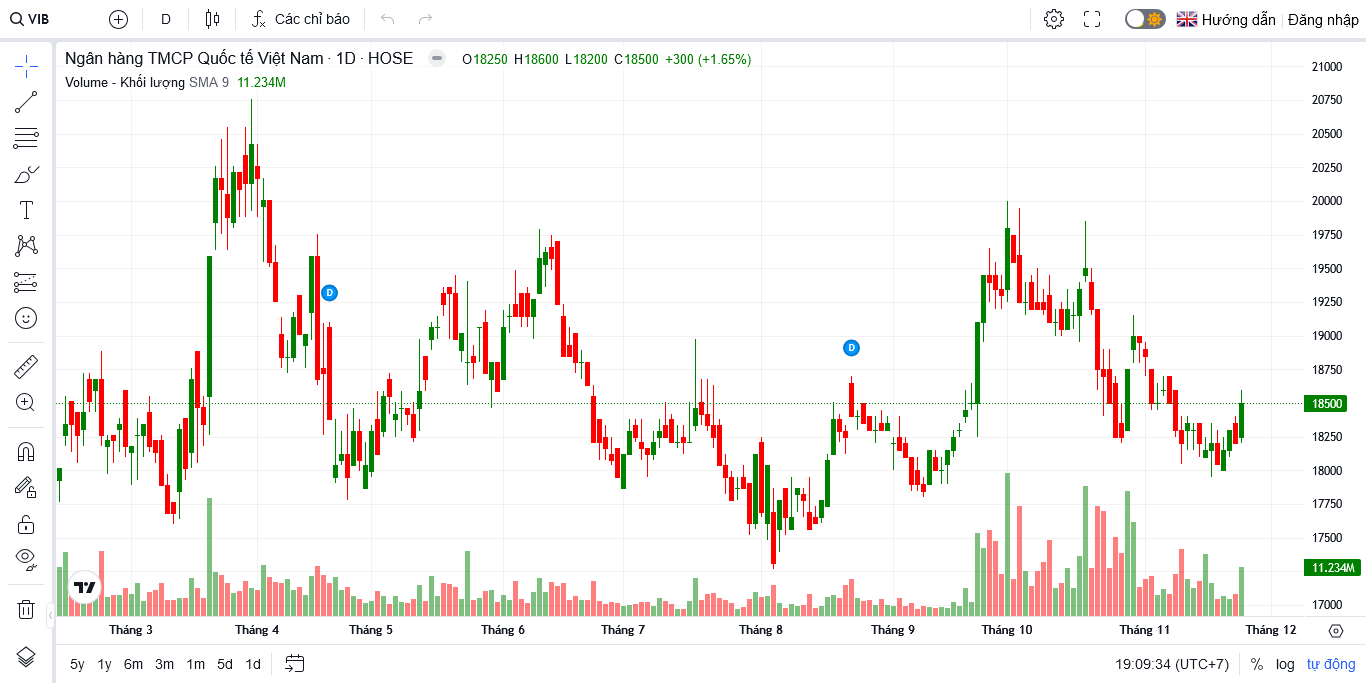 VIB D Các chỉ báo Hướng dẫn Đăng nhập
Ngân hàng TMCP Quốc tế Việt Nam · 1D · HOSE O18250 H18600 L18200 C18500 +300 (+1.65%)
Volume - Khối lượng SMA 9 11.234M
21000
20750
20500
20250
20000
19750
19500
19250
19000
18750
18500
18250
18000
17750
17500
11.234M
17000
D
D
Tháng 3 Tháng 4 Tháng 5 Tháng 6 Tháng 7 Tháng 8 Tháng 9 Tháng 10 Tháng 11 Tháng 12
5y 1y 6m 3m 1m 5d 1d 19:09:34 (UTC+7) % log tự động